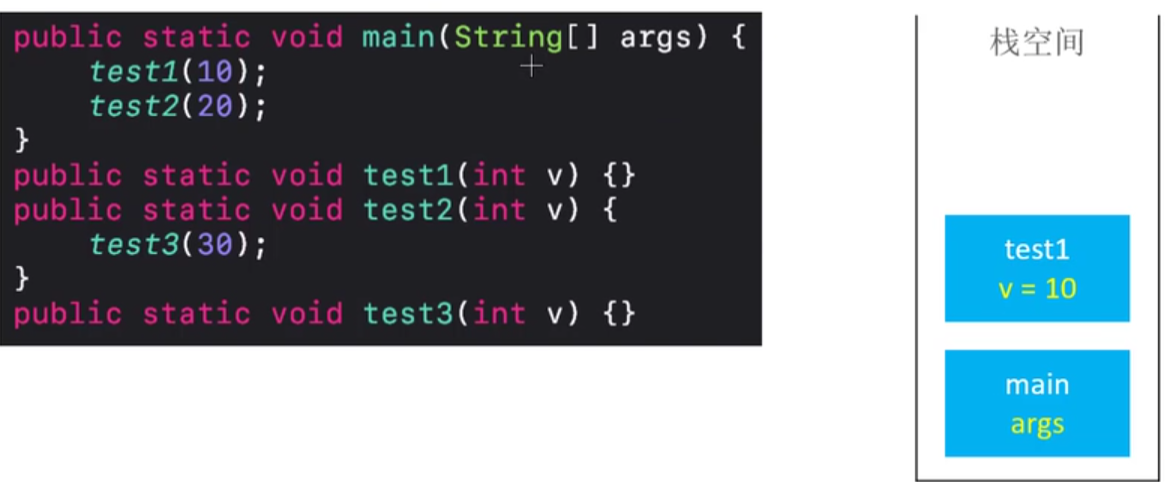 public static void main(String[] args) {
    test1(10);
    test2(20);
}
public static void test1(int v) {}
public static void test2(int v) {
    test3(30);
}
public static void test3(int v) {}
栈空间
test1
v = 10
main
args